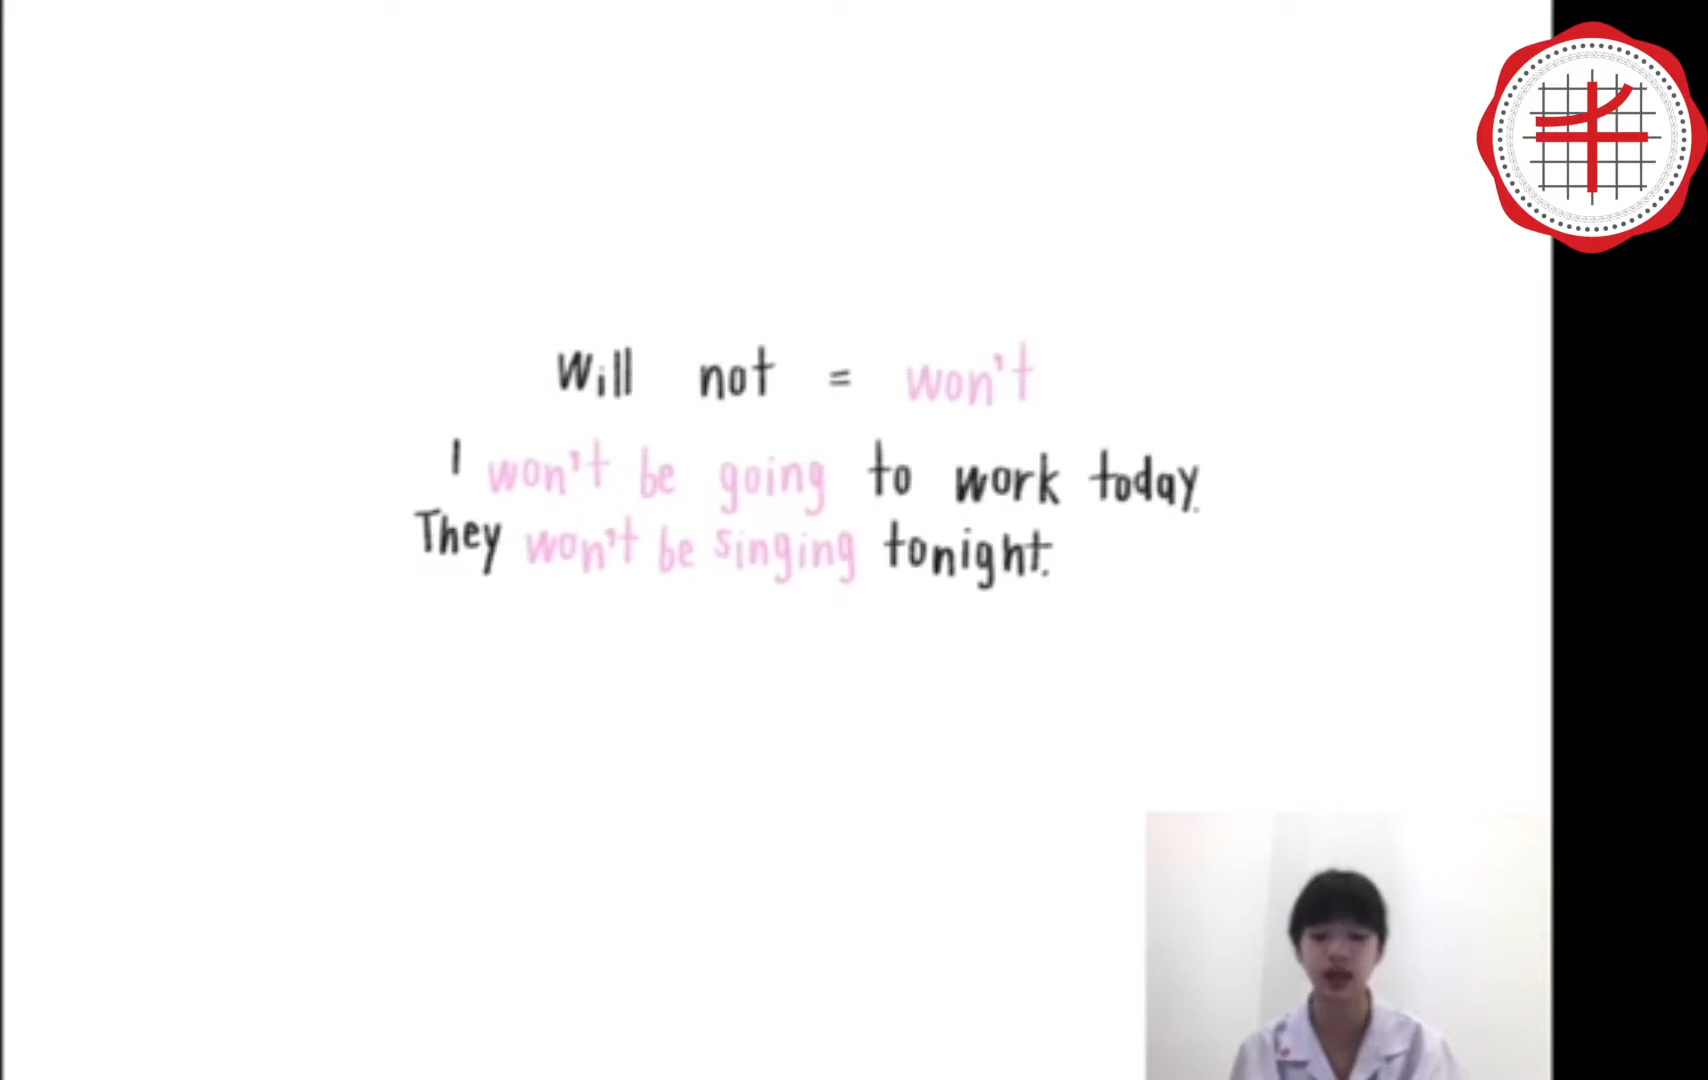 Will not = won't
I won't be going to work today.
They won't be singing tonight.